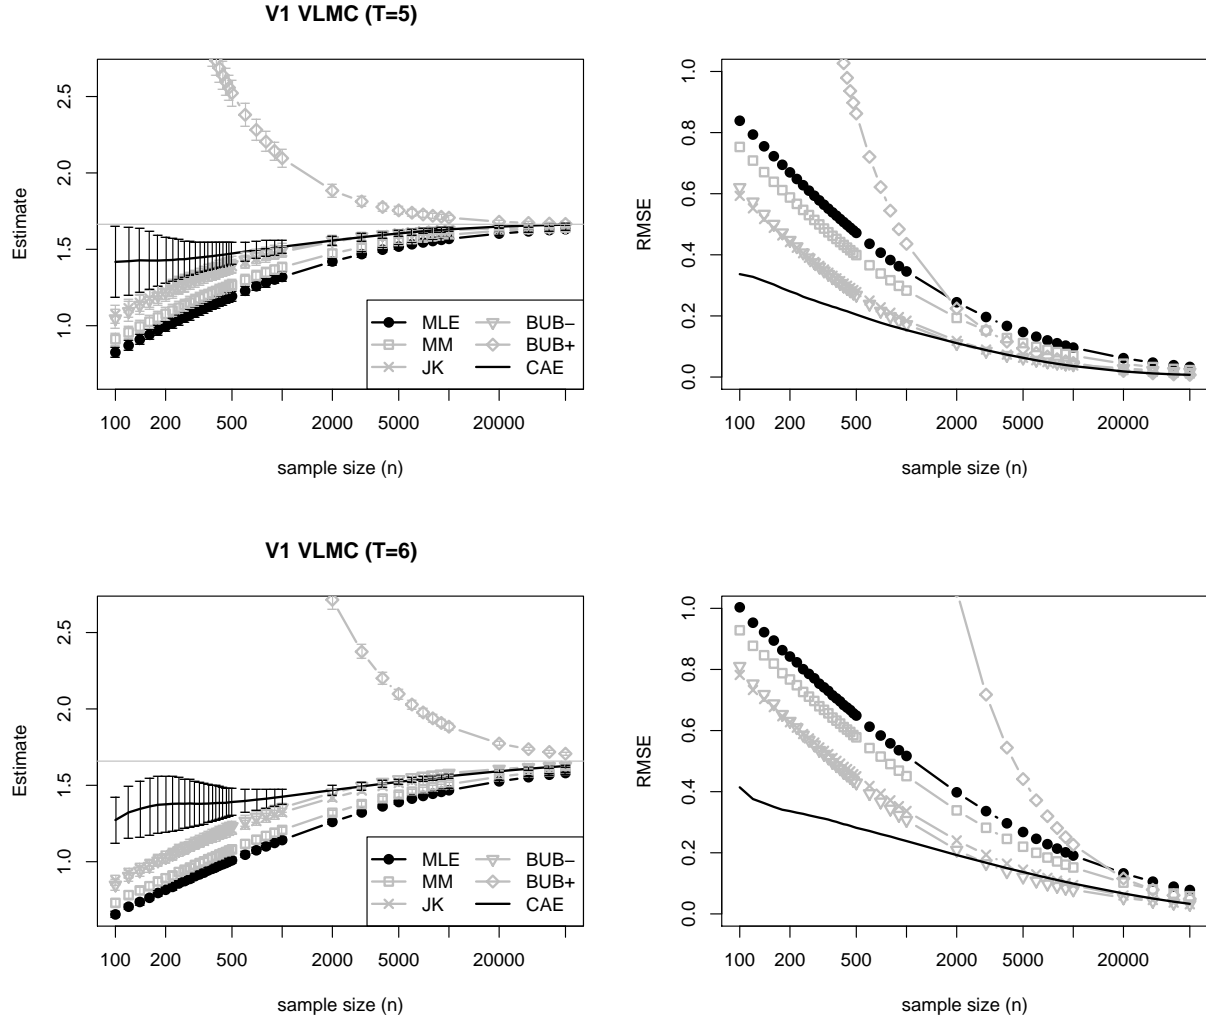 V1 VLMC (T=5)
Estimate
2.5
2.0
1.5
1.0
MLE
MM
JK
BUB−
BUB+
CAE
100 200 500 2000 5000 20000
sample size (n)
RMSE
1.0
0.8
0.6
0.4
0.2
0.0
100 200 500 2000 5000 20000
sample size (n)
V1 VLMC (T=6)
Estimate
2.5
2.0
1.5
1.0
MLE
MM
JK
BUB−
BUB+
CAE
100 200 500 2000 5000 20000
sample size (n)
RMSE
1.0
0.8
0.6
0.4
0.2
0.0
100 200 500 2000 5000 20000
sample size (n)